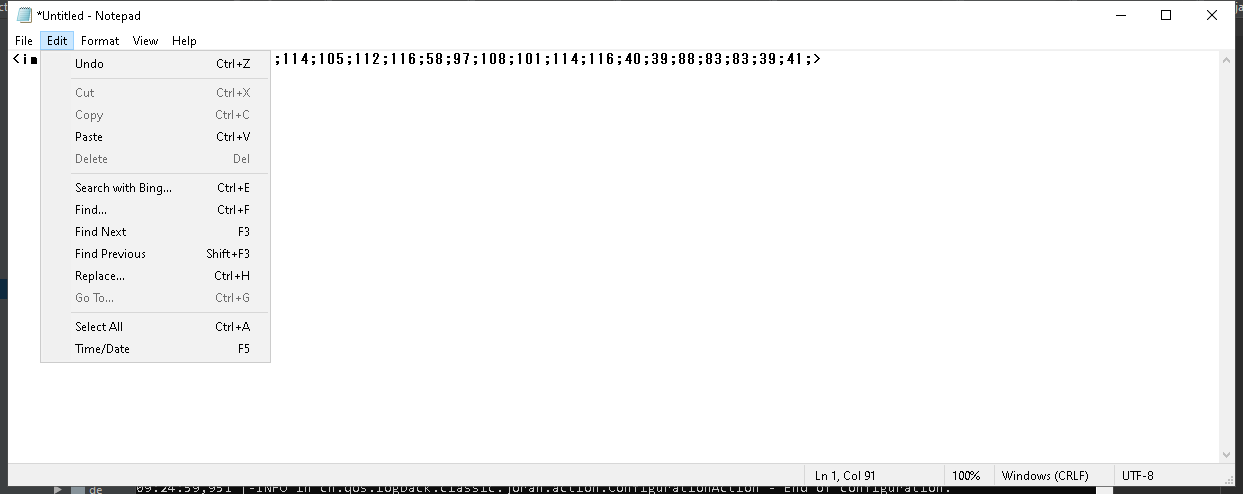 *Untitled - Notepad
File Edit Format View Help
<im ;114;105;112;116;58;97;108;101;114;116;40;39;88;83;83;39;41;>
Undo Ctrl+Z
Cut Ctrl+X
Copy Ctrl+C
Paste Ctrl+V
Delete Del
Search with Bing... Ctrl+E
Find... Ctrl+F
Find Next F3
Find Previous Shift+F3
Replace... Ctrl+H
Go To... Ctrl+G
Select All Ctrl+A
Time/Date F5
Ln 1, Col 91 100% Windows (CRLF) UTF-8
de 09:24:59,951 |-INFO in ch.qos.logback.classic.joran.action.ConfigurationAction - End of configuration.